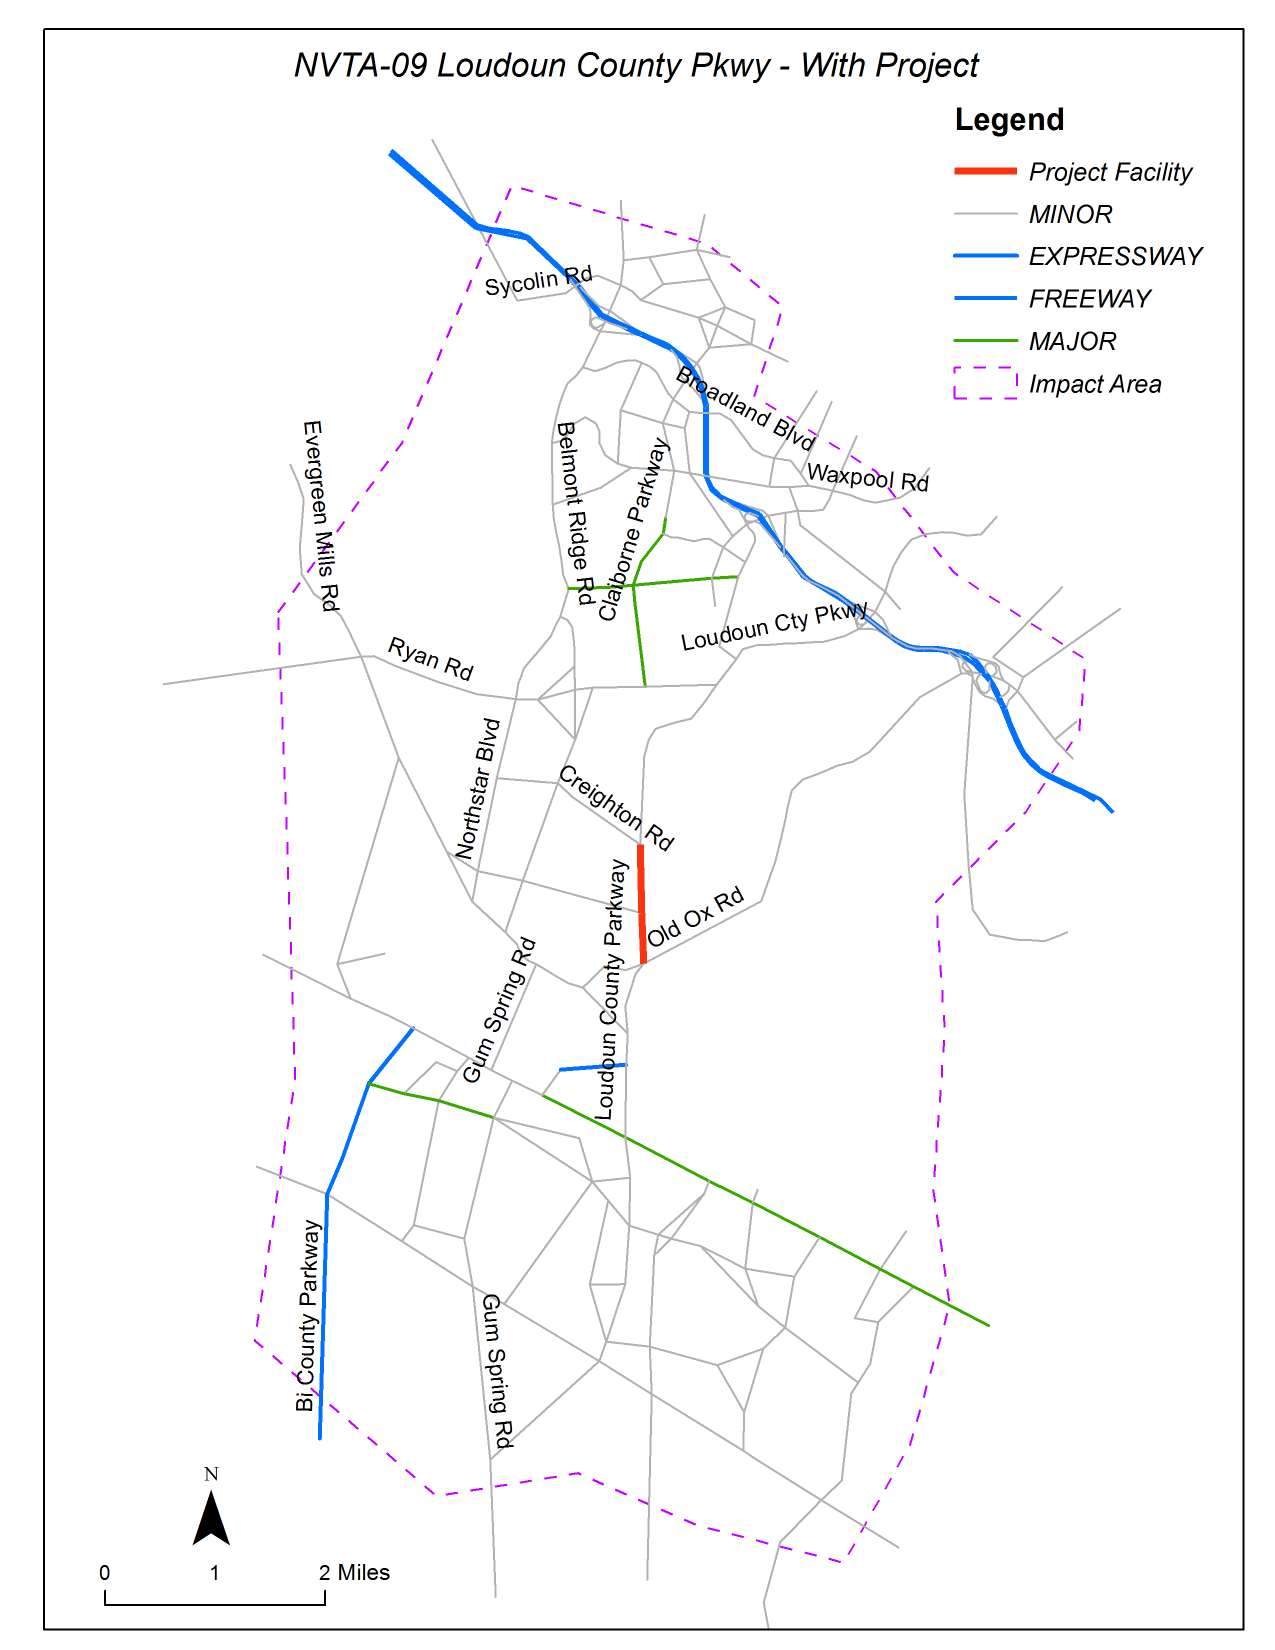 NVTA-09 Loudoun County Pkwy - With Project
Legend
Project Facility
MINOR
EXPRESSWAY
FREEWAY
MAJOR
Impact Area
Sycolin Rd
Broadland Blvd
Waxpool Rd
Evergreen Mills Rd
Belmont Ridge Rd
Claiborne Parkway
Loudoun Cty Pkwy
Ryan Rd
Northstar Blvd
Creighton Rd
Old Ox Rd
Loudoun County Parkway
Gum Spring Rd
Bi County Parkway
Gum Spring Rd
N
0 1 2 Miles